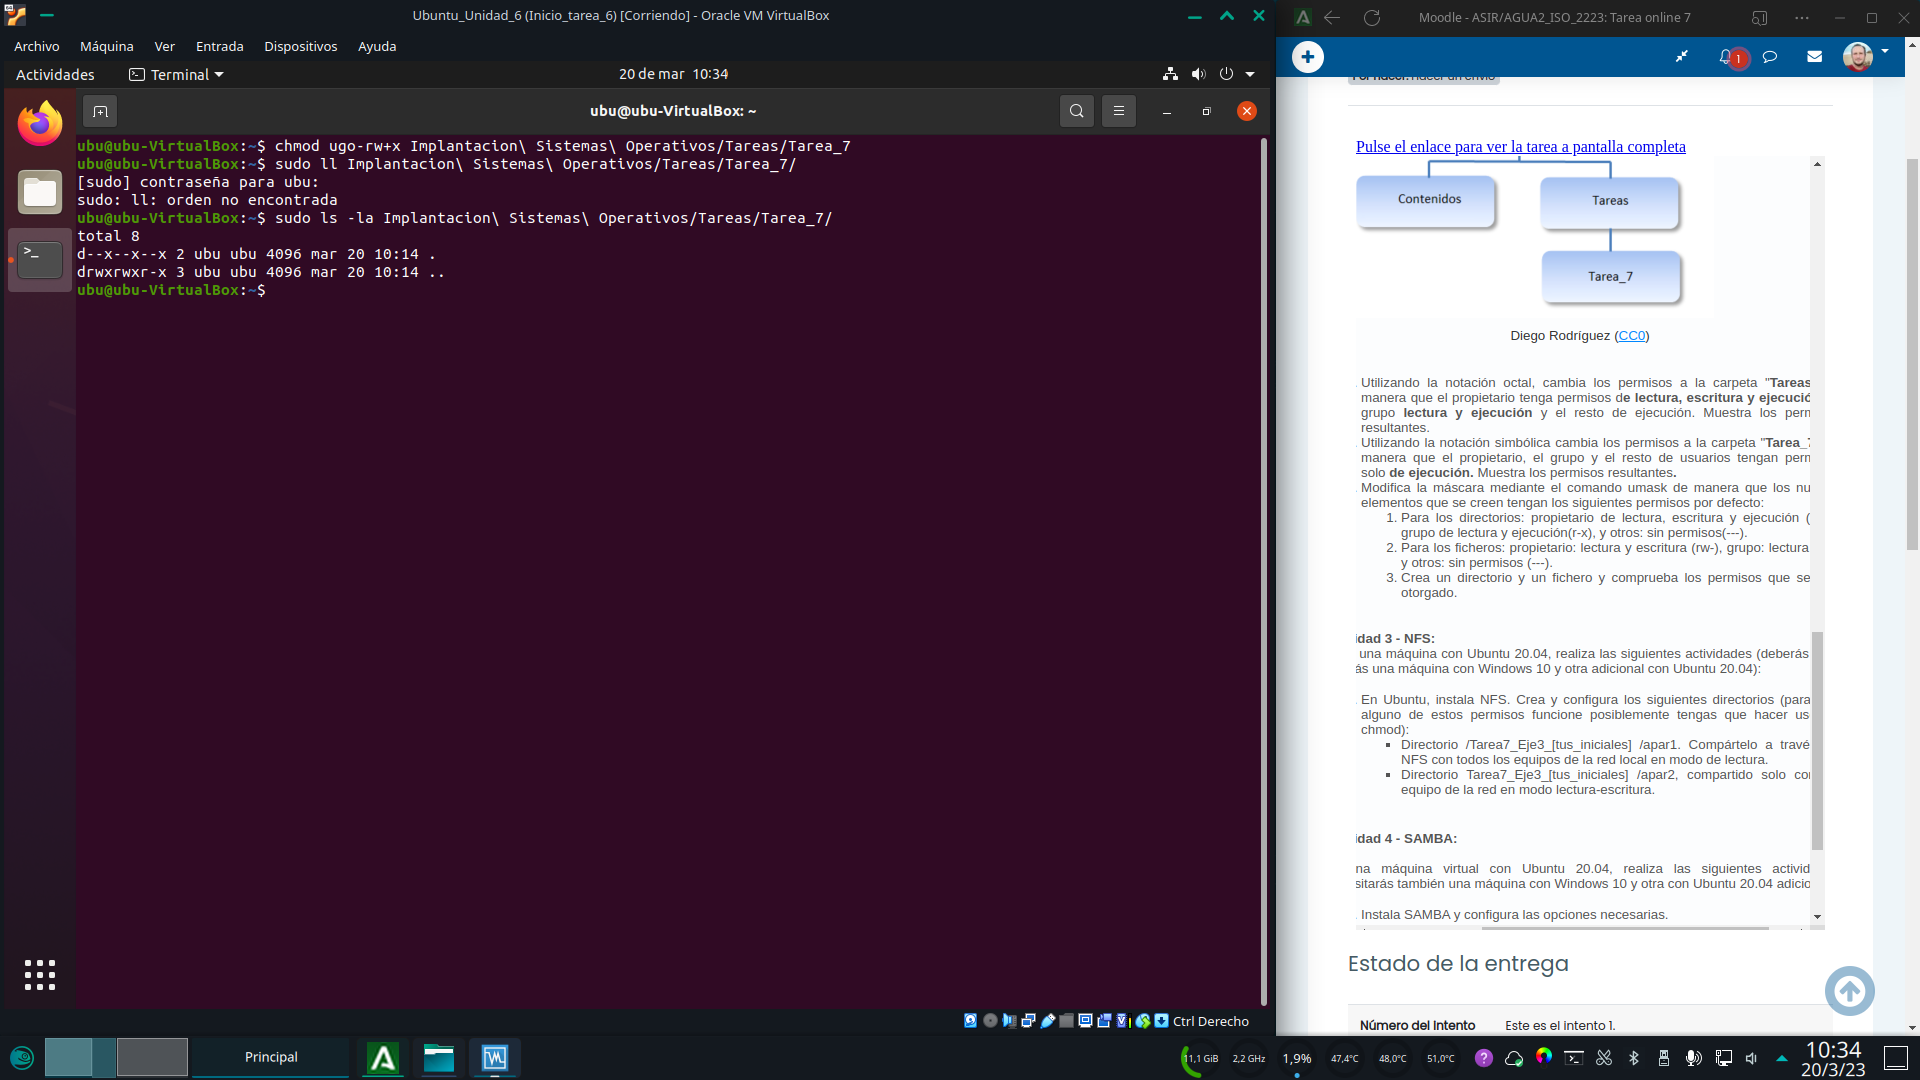 Ubuntu_Unidad_6 (Inicio_tarea_6) [Corriendo] - Oracle VM VirtualBox
Archivo Máquina Ver Entrada Dispositivos Ayuda
Actividades Terminal 20 de mar 10:34
ubu@ubu-VirtualBox: ~
ubu@ubu-VirtualBox:~$ chmod ugo-rw+x Implantacion\ Sistemas\ Operativos/Tareas/Tarea_7
ubu@ubu-VirtualBox:~$ sudo ll Implantacion\ Sistemas\ Operativos/Tareas/Tarea_7/
[sudo] contraseña para ubu:
sudo: ll: orden no encontrada
ubu@ubu-VirtualBox:~$ sudo ls -la Implantacion\ Sistemas\ Operativos/Tareas/Tarea_7/
total 8
d--x--x--x 2 ubu ubu 4096 mar 20 10:14 .
drwxrwxr-x 3 ubu ubu 4096 mar 20 10:14 ..
ubu@ubu-VirtualBox:~$
Ctrl Derecho
Moodle - ASIR/AGUA2_ISO_2223: Tarea online 7
1
Pulse el enlace para ver la tarea a pantalla completa
Contenidos
Tareas
Tarea_7
Diego Rodríguez (CC0)
Utilizando la notación octal, cambia los permisos a la carpeta "Tareas
manera que el propietario tenga permisos de lectura, escritura y ejecució
grupo lectura y ejecución y el resto de ejecución. Muestra los perm
resultantes.
Utilizando la notación simbólica cambia los permisos a la carpeta "Tarea_7
manera que el propietario, el grupo y el resto de usuarios tengan perm
solo de ejecución. Muestra los permisos resultantes.
Modifica la máscara mediante el comando umask de manera que los nu
elementos que se creen tengan los siguientes permisos por defecto:
1. Para los directorios: propietario de lectura, escritura y ejecución (
grupo de lectura y ejecución(r-x), y otros: sin permisos(---).
2. Para los ficheros: propietario: lectura y escritura (rw-), grupo: lectura
y otros: sin permisos (---).
3. Crea un directorio y un fichero y comprueba los permisos que se
otorgado.
idad 3 - NFS:
una máquina con Ubuntu 20.04, realiza las siguientes actividades (deberás
ás una máquina con Windows 10 y otra adicional con Ubuntu 20.04):
En Ubuntu, instala NFS. Crea y configura los siguientes directorios (para
alguno de estos permisos funcione posiblemente tengas que hacer us
chmod):
Directorio /Tarea7_Eje3_[tus_iniciales] /apar1. Compártelo a travé
NFS con todos los equipos de la red local en modo de lectura.
Directorio Tarea7_Eje3_[tus_iniciales] /apar2, compartido solo con
equipo de la red en modo lectura-escritura.
idad 4 - SAMBA:
na máquina virtual con Ubuntu 20.04, realiza las siguientes activid
sitarás también una máquina con Windows 10 y otra con Ubuntu 20.04 adicio
Instala SAMBA y configura las opciones necesarias.
Estado de la entrega
Número del Intento Este es el intento 1.
Principal
11,1 GiB 2,2 GHz 1,9% 47,4°C 48,0°C 51,0°C
10:34
20/3/23